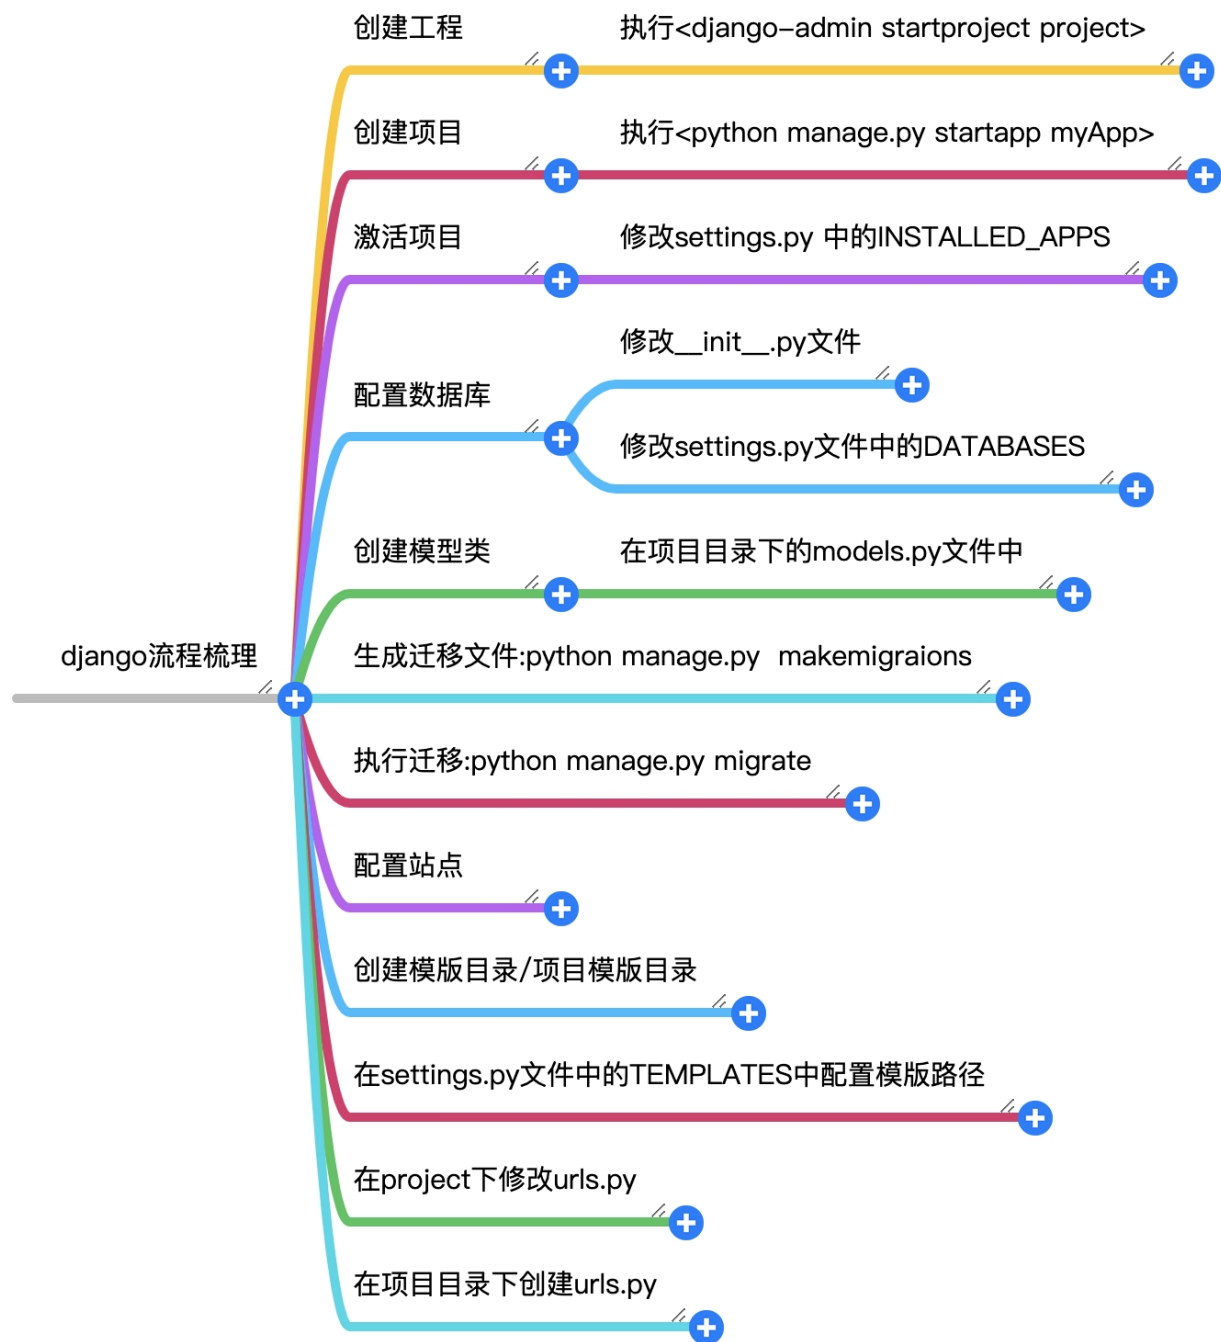 创建工程
执行<django-admin startproject project>
创建项目
执行<python manage.py startapp myApp>
激活项目
修改settings.py 中的INSTALLED_APPS
修改__init__.py文件
配置数据库
修改settings.py文件中的DATABASES
创建模型类
在项目目录下的models.py文件中
django流程梳理
生成迁移文件:python manage.py  makemigraions
执行迁移:python manage.py migrate
配置站点
创建模版目录/项目模版目录
在settings.py文件中的TEMPLATES中配置模版路径
在project下修改urls.py
在项目目录下创建urls.py